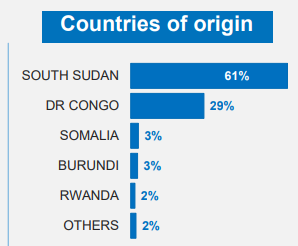 Countries of origin
SOUTH SUDAN 61%
DR CONGO 29%
SOMALIA 3%
BURUNDI 3%
RWANDA 2%
OTHERS 2%